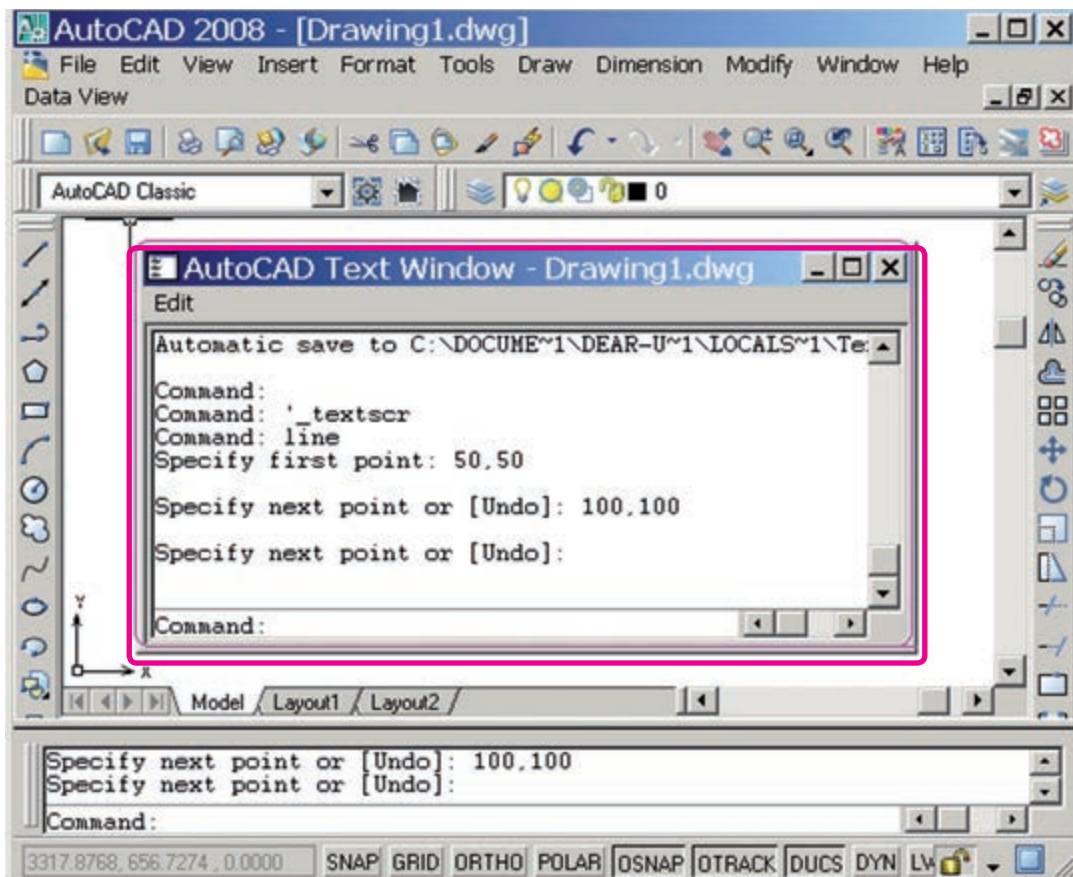 AutoCAD 2008 - [Drawing1.dwg]
File Edit View Insert Format Tools Draw Dimension Modify Window Help
Data View
AutoCAD Classic
0
AutoCAD Text Window - Drawing1.dwg
Edit
Automatic save to C:\DOCUME~1\DEAR-U~1\LOCALS~1\Te
Command:
Command: '_textscr
Command: line
Specify first point: 50,50
Specify next point or [Undo]: 100,100
Specify next point or [Undo]:
Command:
Y
X
Model Layout1 Layout2
Specify next point or [Undo]: 100,100
Specify next point or [Undo]:
Command:
3317.8768, 656.7274 , 0.0000 SNAP GRID ORTHO POLAR OSNAP OTRACK DUCS DYN LW